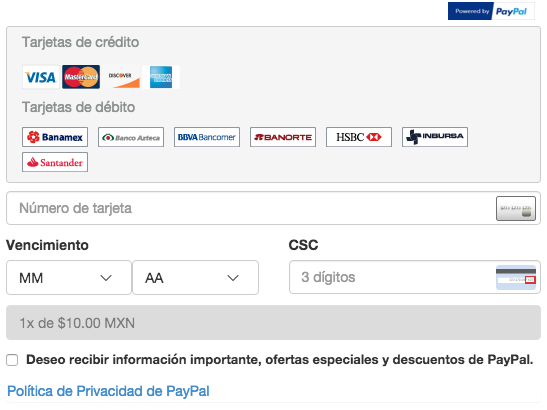 Powered by PayPal
Tarjetas de crédito
VISA MasterCard DISCOVER
Tarjetas de débito
Banamex Banco Azteca BBVA Bancomer BANORTE HSBC INBURSA
Santander
Número de tarjeta
Vencimiento CSC
MM AA 3 dígitos
1x de $10.00 MXN
Deseo recibir información importante, ofertas especiales y descuentos de PayPal.
Política de Privacidad de PayPal